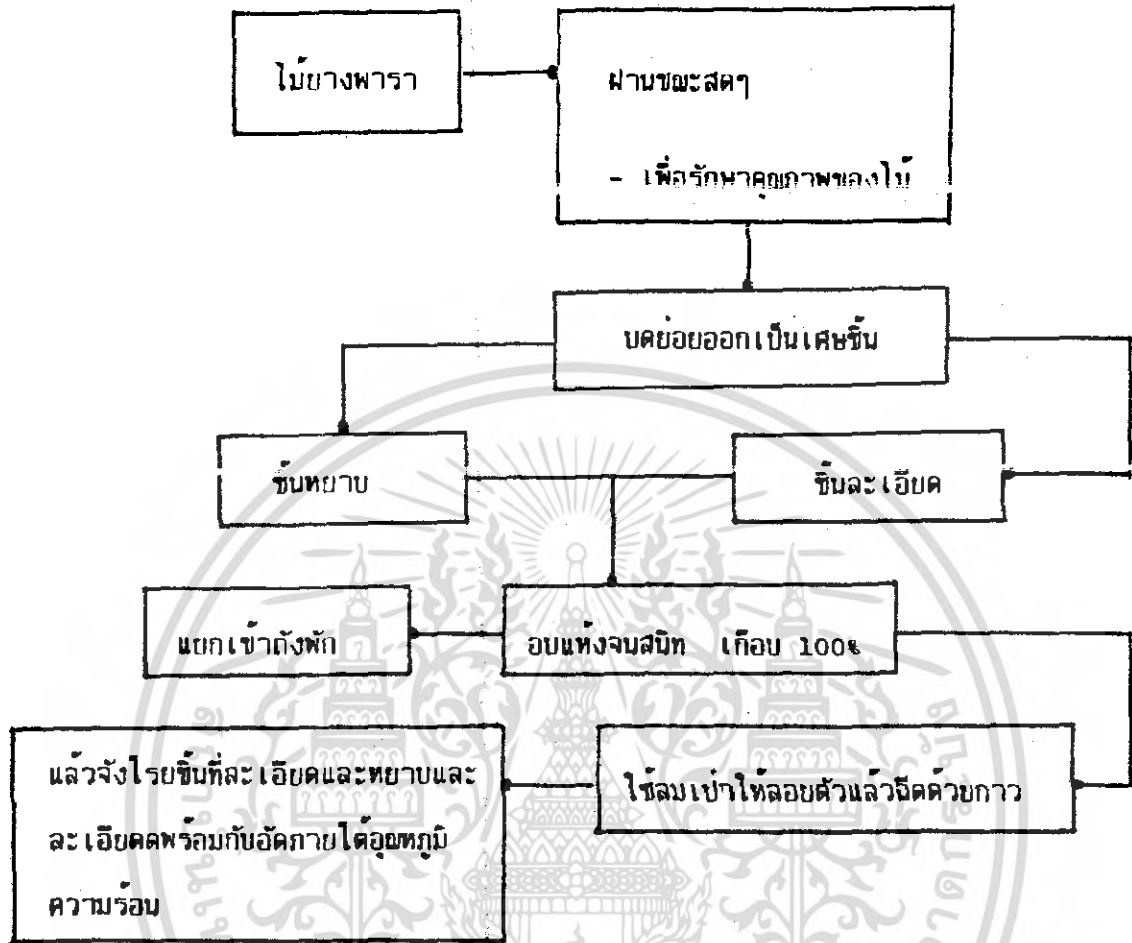 ไม้ยางพารา
ผ่านขณะสดๆ
- เพื่อรักษาคุณภาพของไม้
บดย่อยออกเป็นเศษชิ้น
ชิ้นหยาบ
ชิ้นละเอียด
แยกเข้าถังพัก
อบแห้งจนสนิท เกือบ 100%
ใช้ลมเป่าให้ลอยตัวแล้วฉีดด้วยกาว
แล้วจึงโรยชิ้นที่ละเอียดและหยาบและ
ละเอียดดพร้อมกับอัดภายใต้อุณหภูมิ
ความร้อน